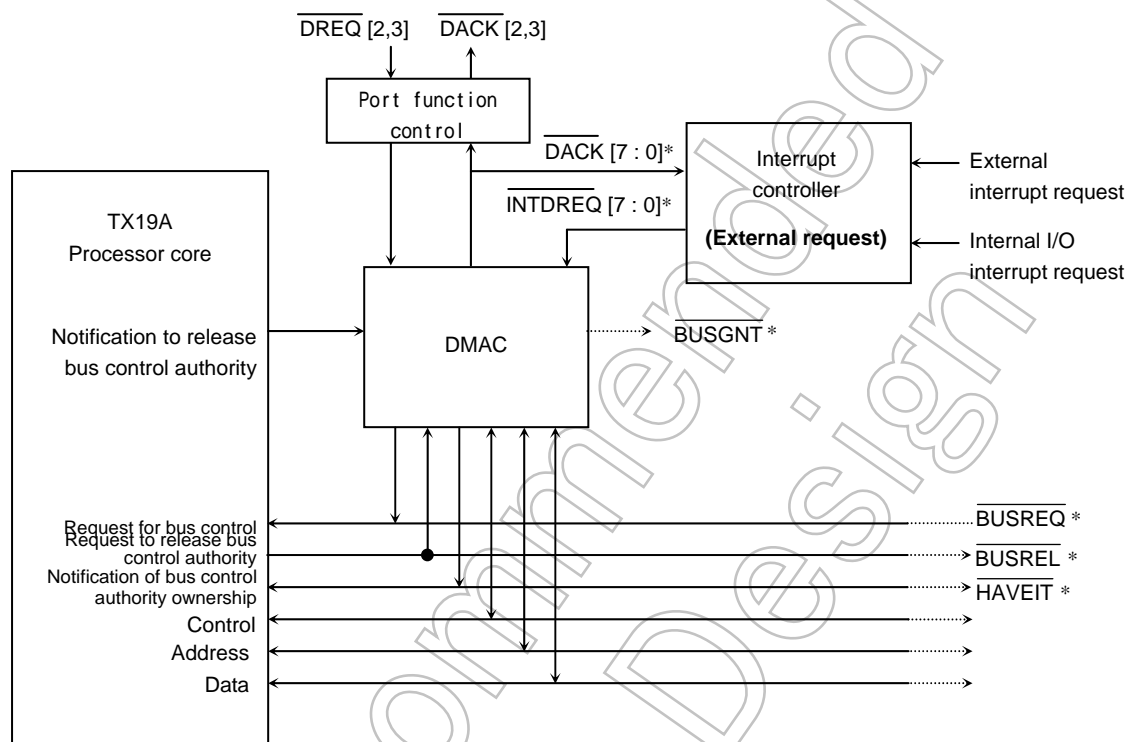 DREQ [2,3] DACK [2,3]
Port function
control
DACK [7 : 0]*
INTDREQ [7 : 0]*
Interrupt
controller
(External request)
External
interrupt request
Internal I/O
interrupt request
TX19A
Processor core
Notification to release
bus control authority
DMAC
BUSGNT *
Request for bus control
Request to release bus
control authority
Notification of bus control
authority ownership
Control
Address
Data
BUSREQ *
BUSREL *
HAVEIT *
ommended
Design